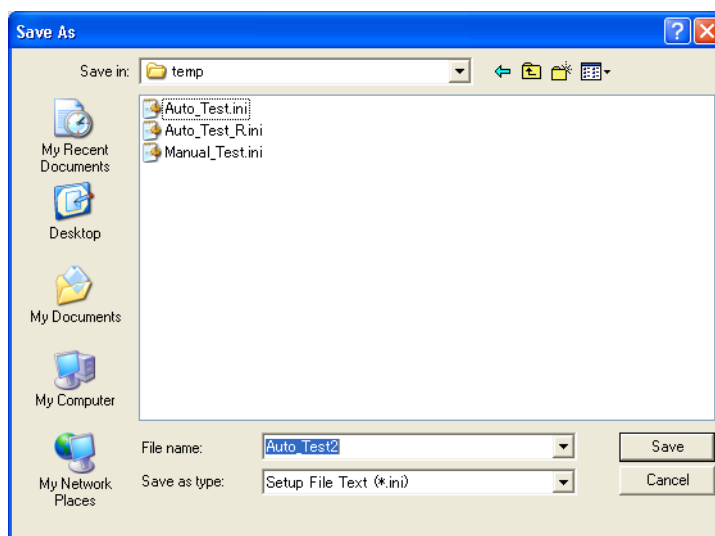 Save As
Save in:
temp
Auto_Test.ini
Auto_Test_R.ini
Manual_Test.ini
My Recent
Documents
Desktop
My Documents
My Computer
My Network
Places
File name:
Auto_Test2
Save
Save as type:
Setup File Text (*.ini)
Cancel